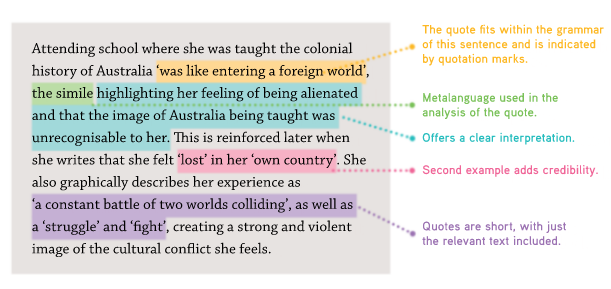 Attending school where she was taught the colonial
history of Australia ‘was like entering a foreign world’,
the simile highlighting her feeling of being alienated
and that the image of Australia being taught was
unrecognisable to her. This is reinforced later when
she writes that she felt ‘lost’ in her ‘own country’. She
also graphically describes her experience as
‘a constant battle of two worlds colliding’, as well as
a ‘struggle’ and ‘fight’, creating a strong and violent
image of the cultural conflict she feels.
The quote fits within the grammar
of this sentence and is indicated
by quotation marks.
Metalanguage used in the
analysis of the quote.
Offers a clear interpretation.
Second example adds credibility.
Quotes are short, with just
the relevant text included.